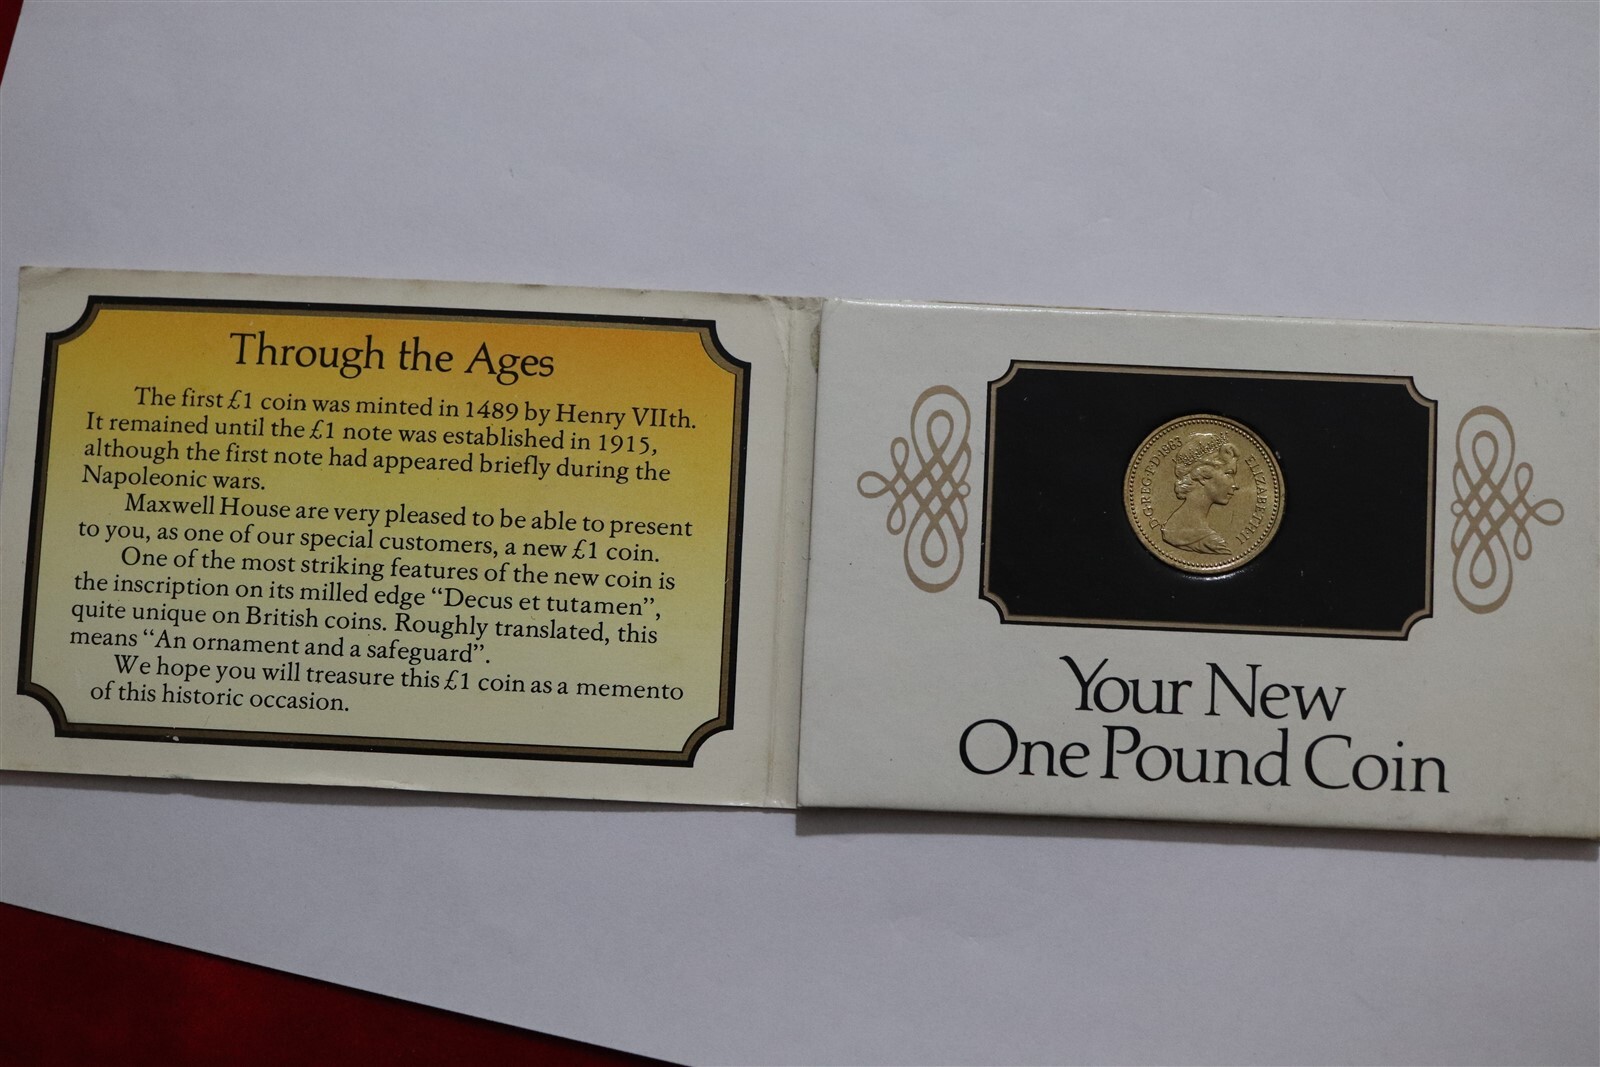 Through the Ages
The first £1 coin was minted in 1489 by Henry VIIth.
It remained until the £1 note was established in 1915,
although the first note had appeared briefly during the
Napoleonic wars.
Maxwell House are very pleased to be able to present
to you, as one of our special customers, a new £1 coin.
One of the most striking features of the new coin is
the inscription on its milled edge “Decus et tutamen”,
quite unique on British coins. Roughly translated, this
means “An ornament and a safeguard”.
We hope you will treasure this £1 coin as a memento
of this historic occasion.
D·G·REG·F·D·1983
ELIZABETH II
Your New
One Pound Coin